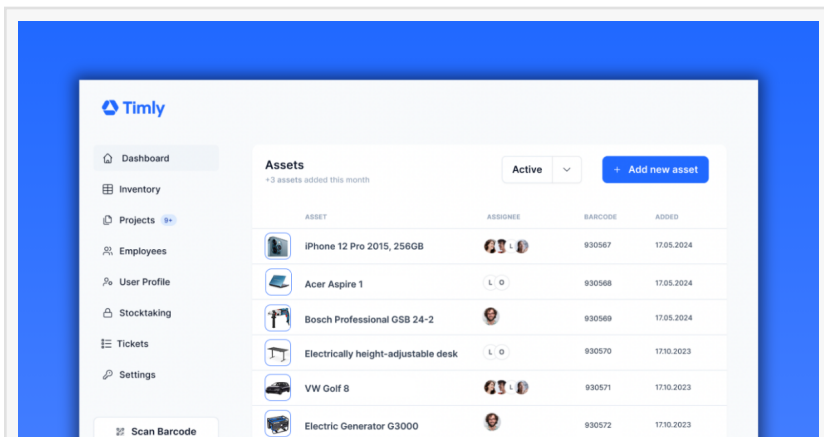 Timly
Dashboard
Inventory
Projects 9+
Employees
User Profile
Stocktaking
Tickets
Settings
Scan Barcode
Assets
+3 assets added this month
Active
+ Add new asset
ASSET ASSIGNEE BARCODE ADDED
iPhone 12 Pro 2015, 256GB L 930567 17.05.2024
Acer Aspire 1 L O 930568 17.05.2024
Bosch Professional GSB 24-2 930569 17.05.2024
Electrically height-adjustable desk L O 930570 17.10.2023
VW Golf 8 L 930571 17.10.2023
Electric Generator G3000 930572 17.10.2023